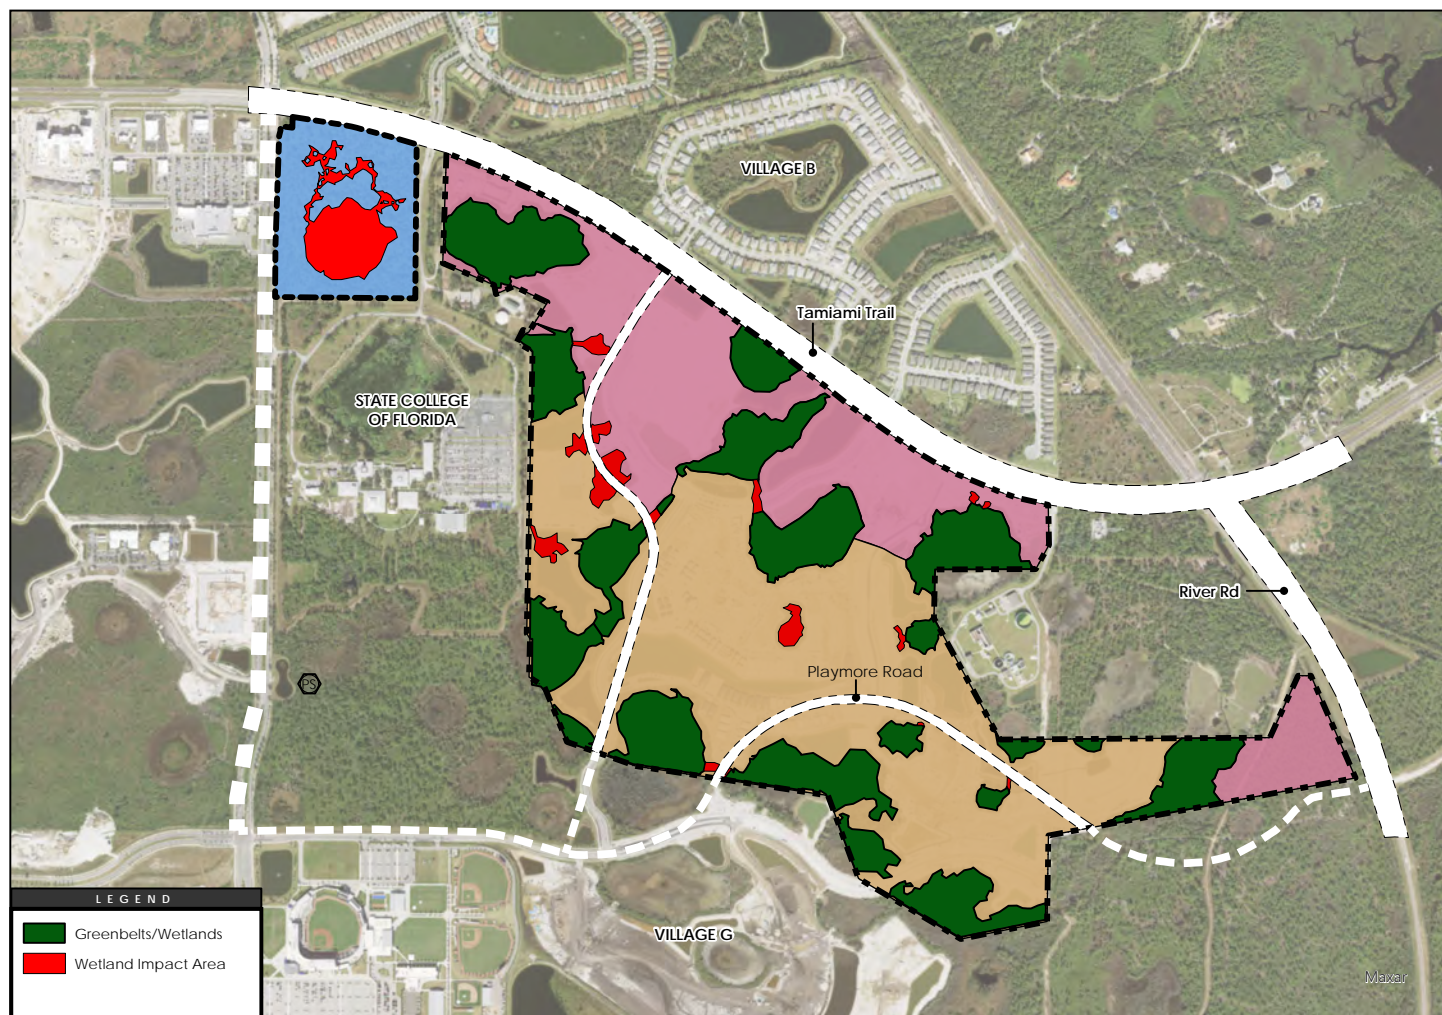 VILLAGE B
Tamiami Trail
STATE COLLEGE
OF FLORIDA
River Rd
Playmore Road
PS
VILLAGE G
LEGEND
Greenbelts/Wetlands
Wetland Impact Area
Maxar